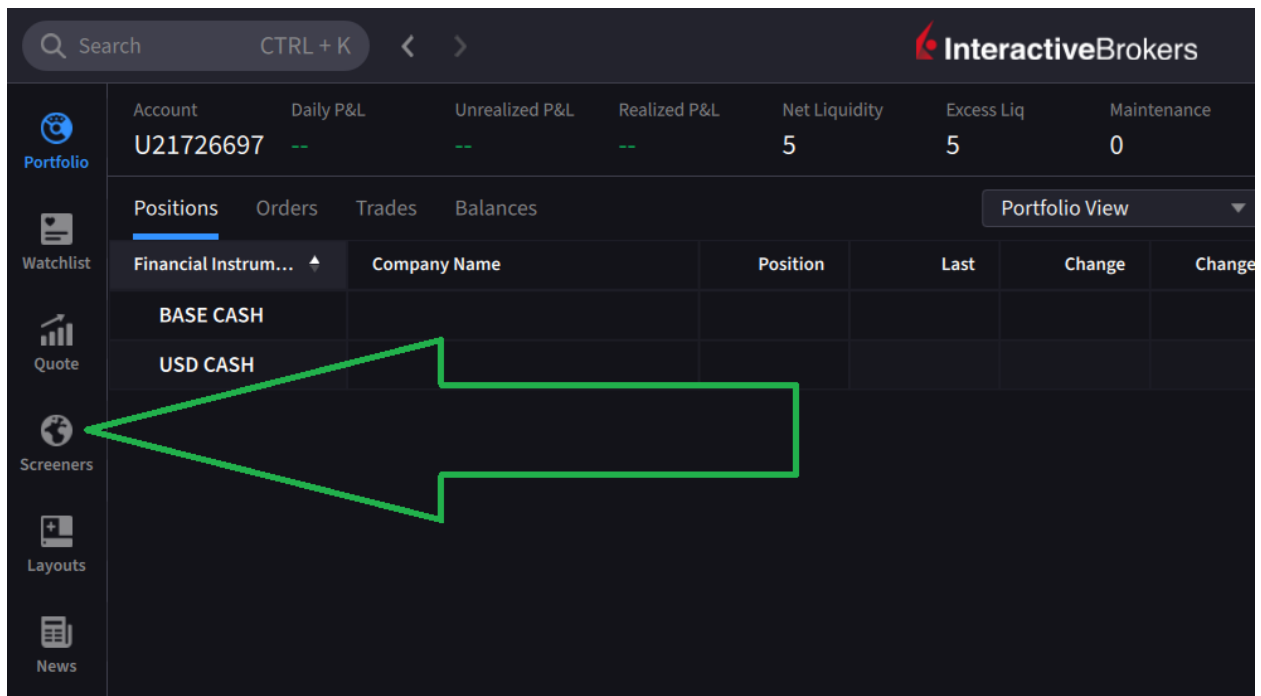 Search CTRL + K InteractiveBrokers
Account Daily P&L Unrealized P&L Realized P&L Net Liquidity Excess Liq Maintenance
U21726697 -- -- -- 5 5 0
Portfolio
Positions Orders Trades Balances Portfolio View
Watchlist
Financial Instrum... Company Name Position Last Change Change
BASE CASH
USD CASH
Quote
Screeners
Layouts
News